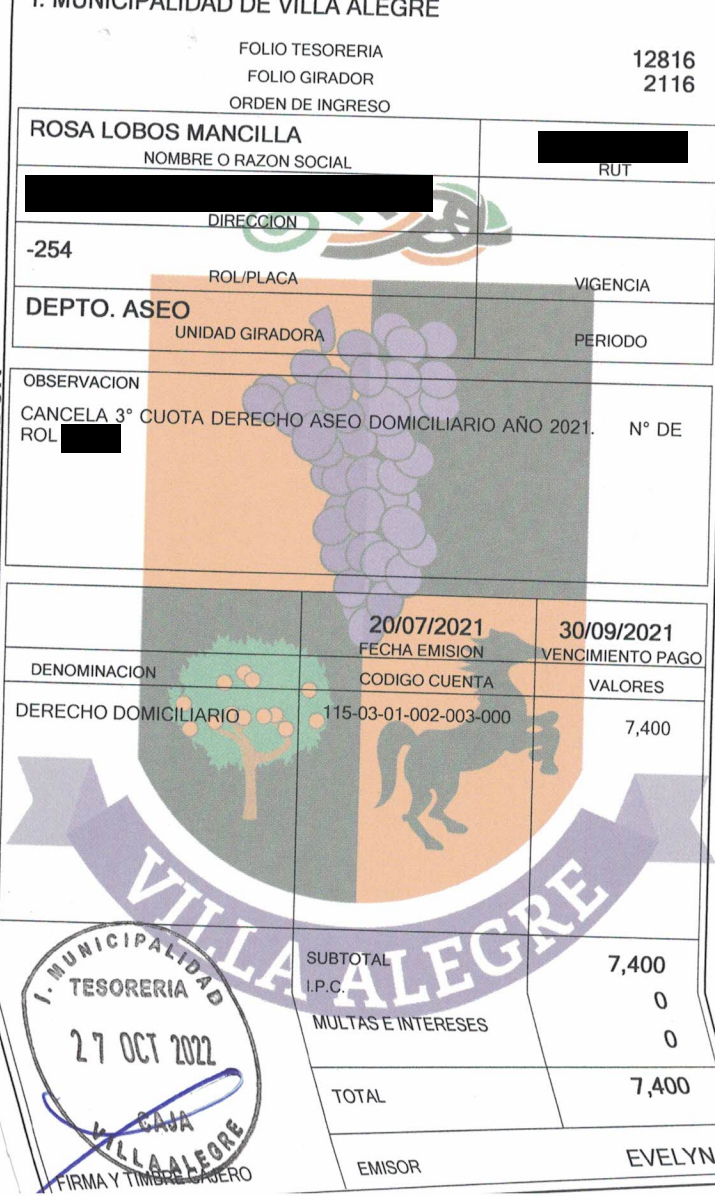 I. MUNICIPALIDAD DE VILLA ALEGRE
FOLIO TESORERIA 12816
FOLIO GIRADOR 2116
ORDEN DE INGRESO
ROSA LOBOS MANCILLA
NOMBRE O RAZON SOCIAL
RUT
DIRECCION
-254
ROL/PLACA
VIGENCIA
DEPTO. ASEO
UNIDAD GIRADORA
PERIODO
OBSERVACION
CANCELA 3° CUOTA DERECHO ASEO DOMICILIARIO AÑO 2021. N° DE
ROL
20/07/2021 30/09/2021
FECHA EMISION VENCIMIENTO PAGO
DENOMINACION CODIGO CUENTA VALORES
DERECHO DOMICILIARIO 115-03-01-002-003-000 7,400
VILLA ALEGRE
SUBTOTAL 7,400
I.P.C. 0
MULTAS E INTERESES 0
TOTAL 7,400
EMISOR EVELYN
I. MUNICIPALIDAD
TESORERIA
27 OCT 2022
CAJA
VILLA ALEGRE
FIRMA Y TIMBRE CAJERO